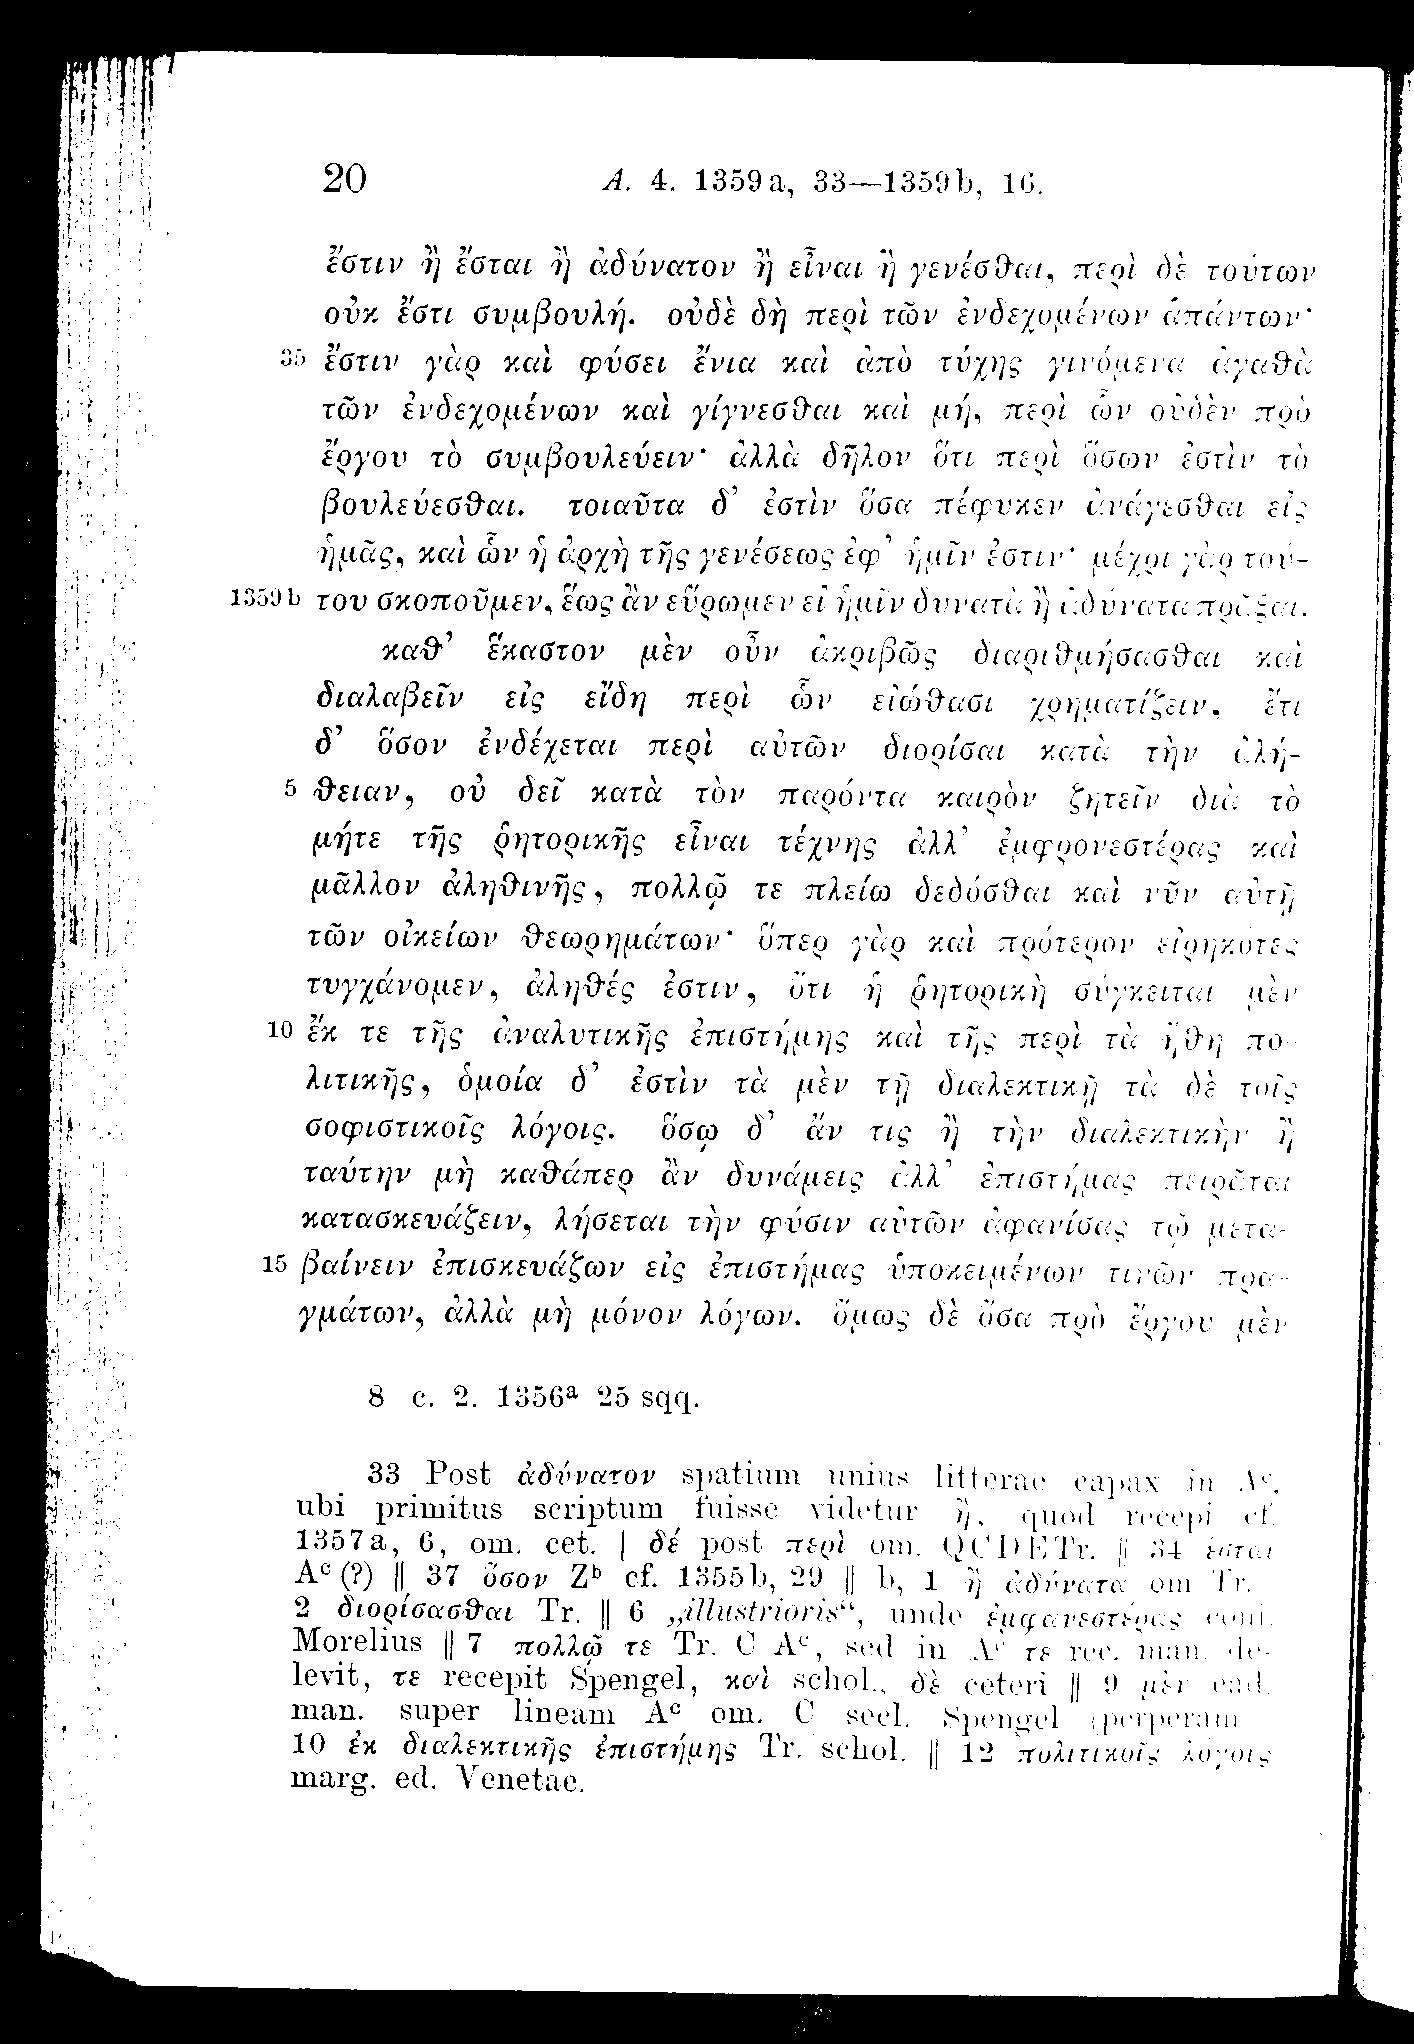 20 A. 4. 1359a, 33—1359b, 16.
ἔστιν ἢ ἔσται ἢ ἀδύνατον ἢ εἶναι ἢ γενέσθαι, περὶ δὲ τούτων
οὐκ ἔστι συμβουλή. οὐδὲ δὴ περὶ τῶν ἐνδεχομένων ἁπάντων·
35 ἔστιν γὰρ καὶ φύσει ἔνια καὶ ἀπὸ τύχης γινόμενα ἀγαθὰ
τῶν ἐνδεχομένων καὶ γίγνεσθαι καὶ μή, περὶ ὧν οὐδὲν πρὸ
ἔργου τὸ συμβουλεύειν· ἀλλὰ δῆλον ὅτι περὶ ὅσων ἐστὶν τὸ
βουλεύεσθαι. τοιαῦτα δ’ ἐστὶν ὅσα πέφυκεν ἀνάγεσθαι εἰς
ἡμᾶς, καὶ ὧν ἡ ἀρχὴ τῆς γενέσεως ἐφ’ ἡμῖν ἐστιν· μέχρι γὰρ τού-
1359b του σκοποῦμεν, ἕως ἂν εὕρωμεν εἰ ἡμῖν δυνατὰ ἢ ἀδύνατα πρᾶξαι.
καθ’ ἕκαστον μὲν οὖν ἀκριβῶς διαριθμήσασθαι καὶ
διαλαβεῖν εἰς εἴδη περὶ ὧν εἰώθασι χρηματίζειν, ἔτι
δ’ ὅσον ἐνδέχεται περὶ αὐτῶν διορίσαι κατὰ τὴν ἀλή-
5 θειαν, οὐ δεῖ κατὰ τὸν παρόντα καιρὸν ζητεῖν διὰ τὸ
μήτε τῆς ῥητορικῆς εἶναι τέχνης ἀλλ’ ἐμφρονεστέρας καὶ
μᾶλλον ἀληθινῆς, πολλῷ τε πλείω δεδόσθαι καὶ νῦν αὐτῇ
τῶν οἰκείων θεωρημάτων· ὅπερ γὰρ καὶ πρότερον εἰρηκότες
τυγχάνομεν, ἀληθές ἐστιν, ὅτι ἡ ῥητορικὴ σύγκειται μὲν
10 ἔκ τε τῆς ἀναλυτικῆς ἐπιστήμης καὶ τῆς περὶ τὰ ἤθη πο-
λιτικῆς, ὁμοία δ’ ἐστὶν τὰ μὲν τῇ διαλεκτικῇ τὰ δὲ τοῖς
σοφιστικοῖς λόγοις. ὅσῳ δ’ ἄν τις ἢ τὴν διαλεκτικὴν ἢ
ταύτην μὴ καθάπερ ἂν δυνάμεις ἀλλ’ ἐπιστήμας πειρᾶται
κατασκευάζειν, λήσεται τὴν φύσιν αὐτῶν ἀφανίσας τῷ μετα-
15 βαίνειν ἐπισκευάζων εἰς ἐπιστήμας ὑποκειμένων τινῶν πρα-
γμάτων, ἀλλὰ μὴ μόνον λόγων. ὅμως δὲ ὅσα πρὸ ἔργου μὲν
8 c. 2. 1356ᵃ 25 sqq.
33 Post ἀδύνατον spatium unius litterae capax in Aᶜ,
ubi primitus scriptum fuisse videtur ἢ, quod recepi cf.
1357a, 6, om. cet. | δέ post περὶ om. QCDETr. ‖ 34 ἔσται
Aᶜ (?) ‖ 37 ὅσον Zᵇ cf. 1355b, 29 ‖ b, 1 ἢ ἀδύνατα om Tr.
2 διορίσασθαι Tr. ‖ 6 „illustrioris“, unde ἐμφανεστέρας coni.
Morelius ‖ 7 πολλῷ τε Tr. C Aᶜ, sed in Aᶜ τε rec. man. de-
levit, τε recepit Spengel, καὶ schol., δὲ ceteri ‖ 9 μὲν ead.
man. super lineam Aᶜ om. C secl. Spengel (perperam
10 ἐκ διαλεκτικῆς ἐπιστήμης Tr. schol. ‖ 12 πολιτικοῖς λόγοις
marg. ed. Venetae.